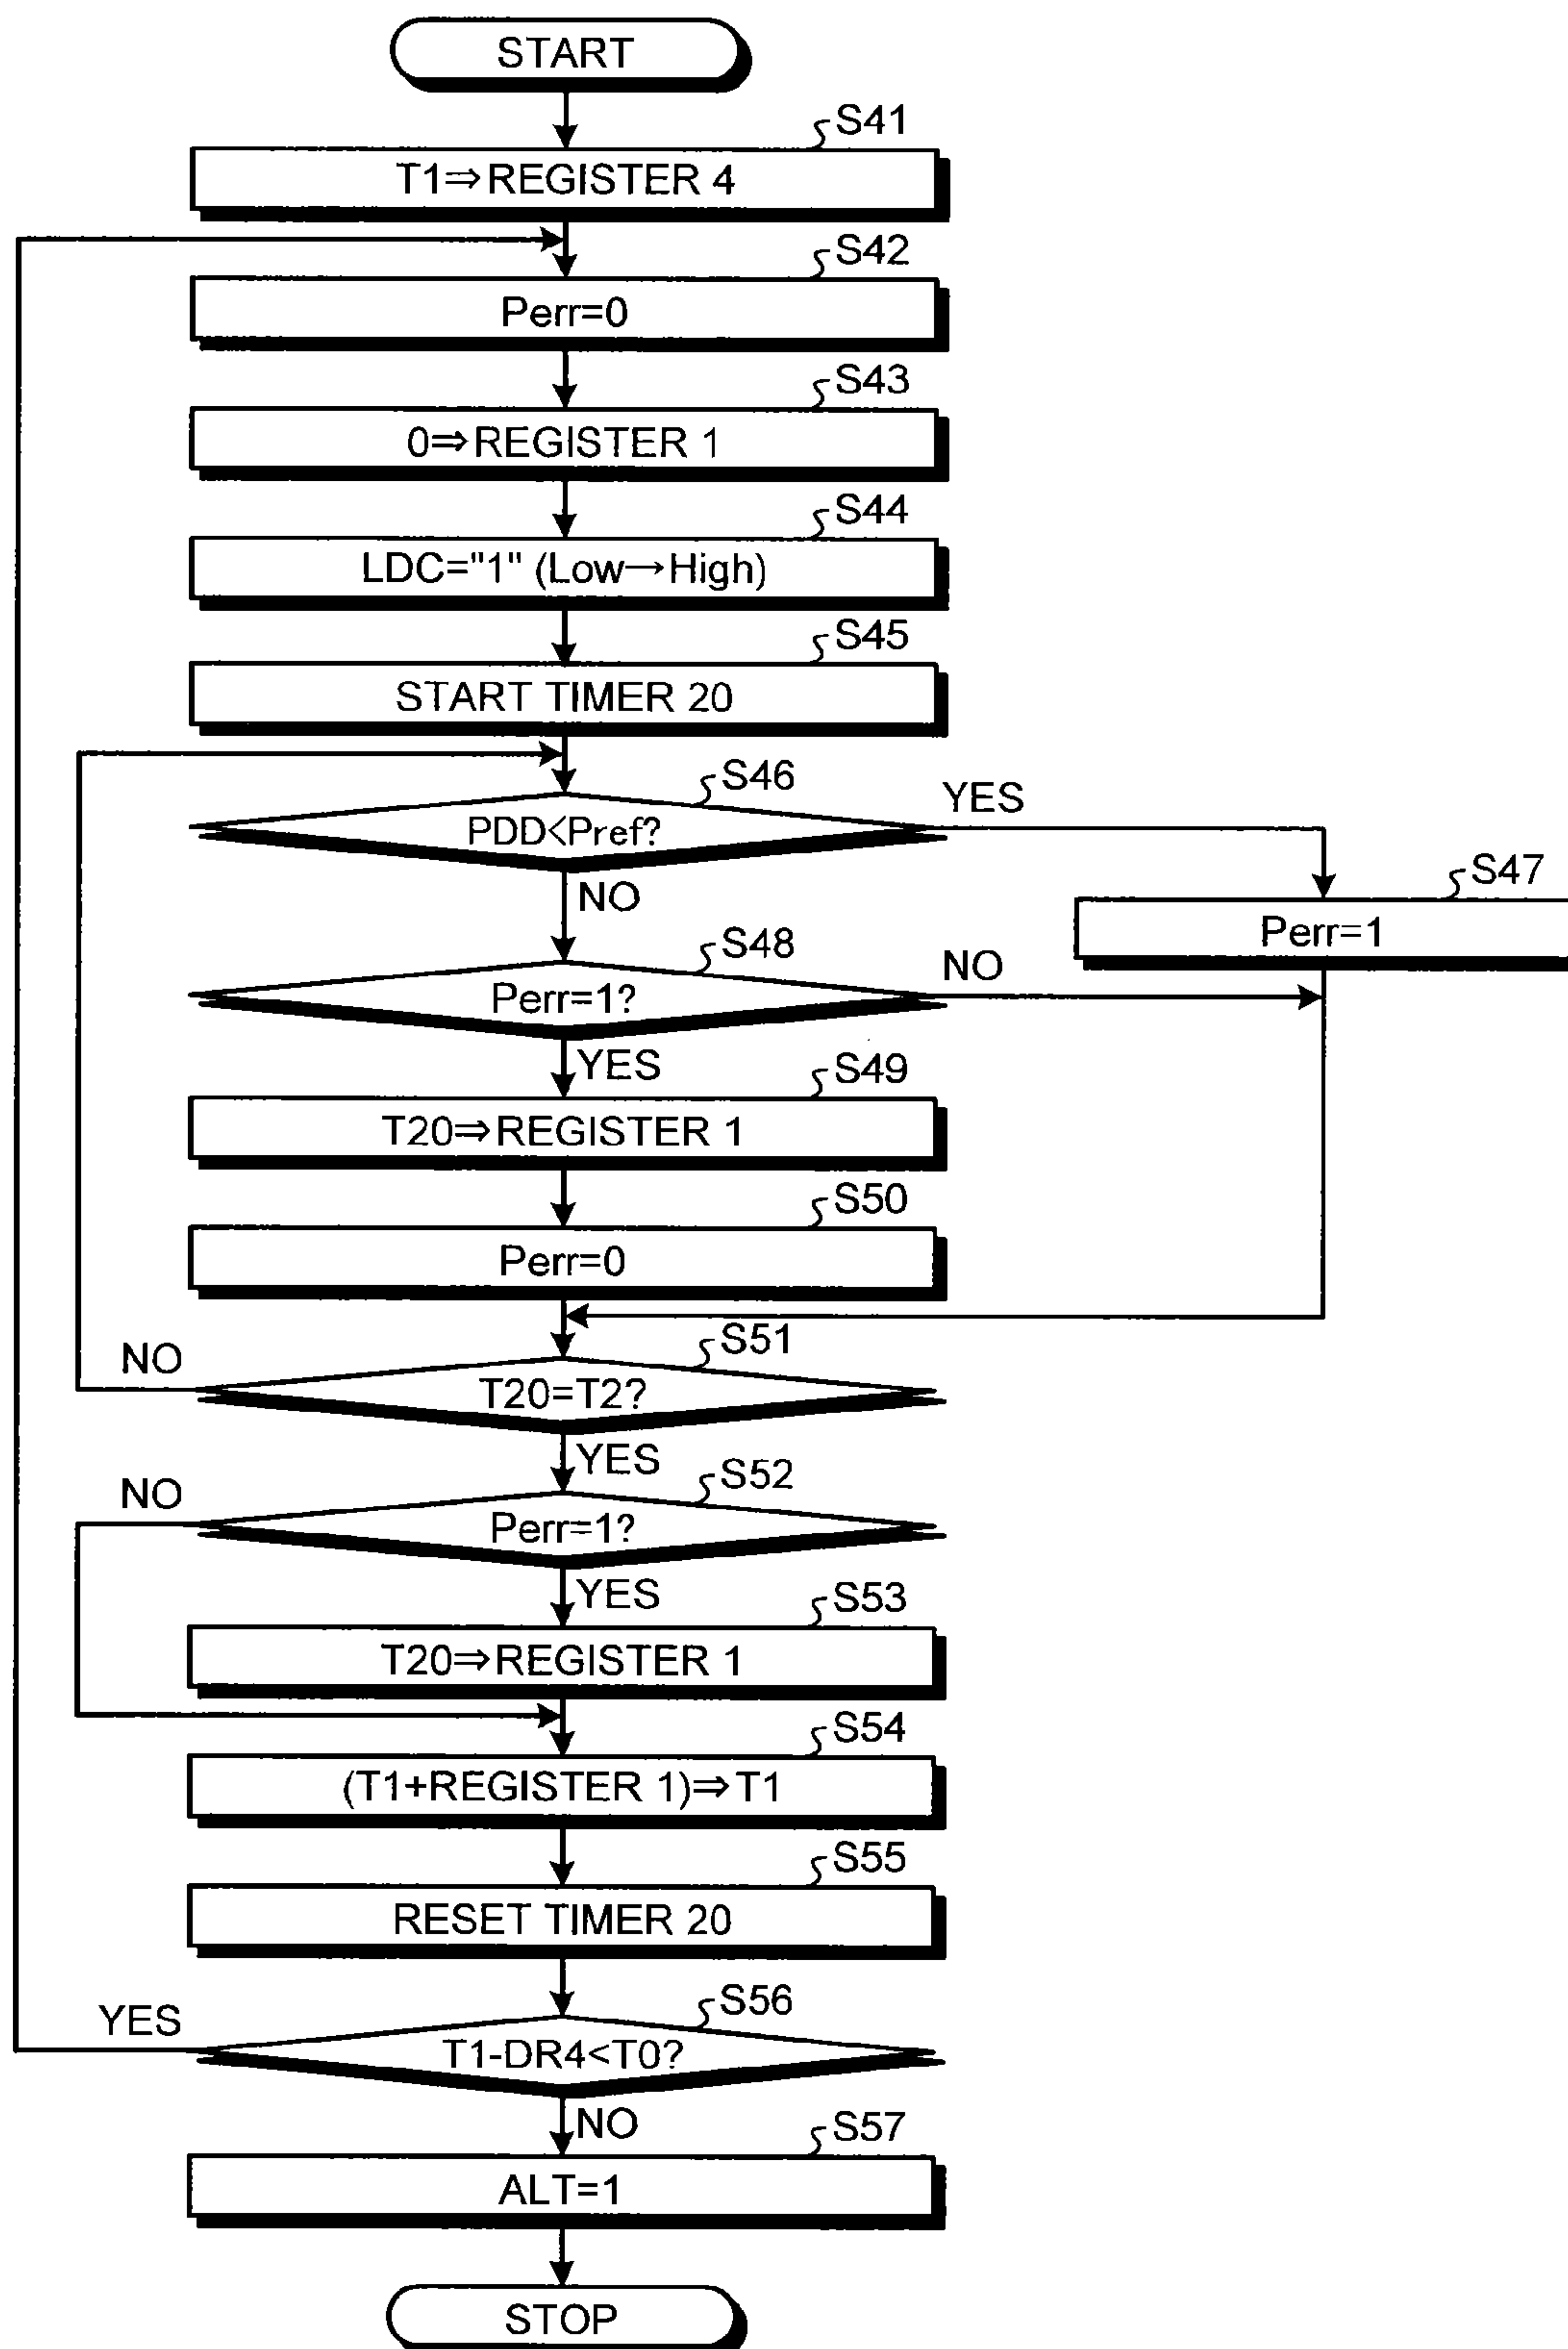 START
S41
T1⇒REGISTER 4
S42
Perr=0
S43
0⇒REGISTER 1
S44
LDC="1" (Low→High)
S45
START TIMER 20
S46
YES
PDD<Pref?
NO
S47
Perr=1
S48
NO
Perr=1?
YES
S49
T20⇒REGISTER 1
S50
Perr=0
S51
NO
T20=T2?
YES
S52
NO
Perr=1?
YES
S53
T20⇒REGISTER 1
S54
(T1+REGISTER 1)⇒T1
S55
RESET TIMER 20
S56
YES
T1-DR4<T0?
NO
S57
ALT=1
STOP